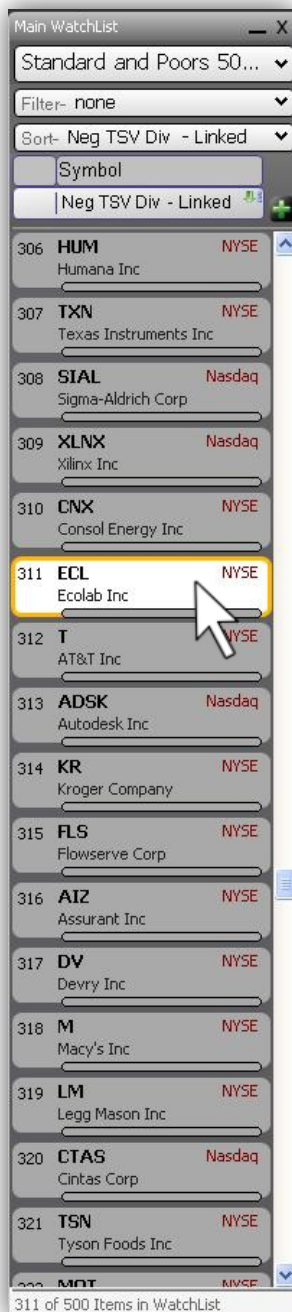 Main WatchList
Standard and Poors 50...
Filter- none
Sort- Neg TSV Div - Linked
Symbol
Neg TSV Div - Linked
306 HUM NYSE
Humana Inc
307 TXN NYSE
Texas Instruments Inc
308 SIAL Nasdaq
Sigma-Aldrich Corp
309 XLNX Nasdaq
Xilinx Inc
310 CNX NYSE
Consol Energy Inc
311 ECL NYSE
Ecolab Inc
312 T NYSE
AT&T Inc
313 ADSK Nasdaq
Autodesk Inc
314 KR NYSE
Kroger Company
315 FLS NYSE
Flowserve Corp
316 AIZ NYSE
Assurant Inc
317 DV NYSE
Devry Inc
318 M NYSE
Macy's Inc
319 LM NYSE
Legg Mason Inc
320 CTAS Nasdaq
Cintas Corp
321 TSN NYSE
Tyson Foods Inc
NYSE
311 of 500 Items in WatchList